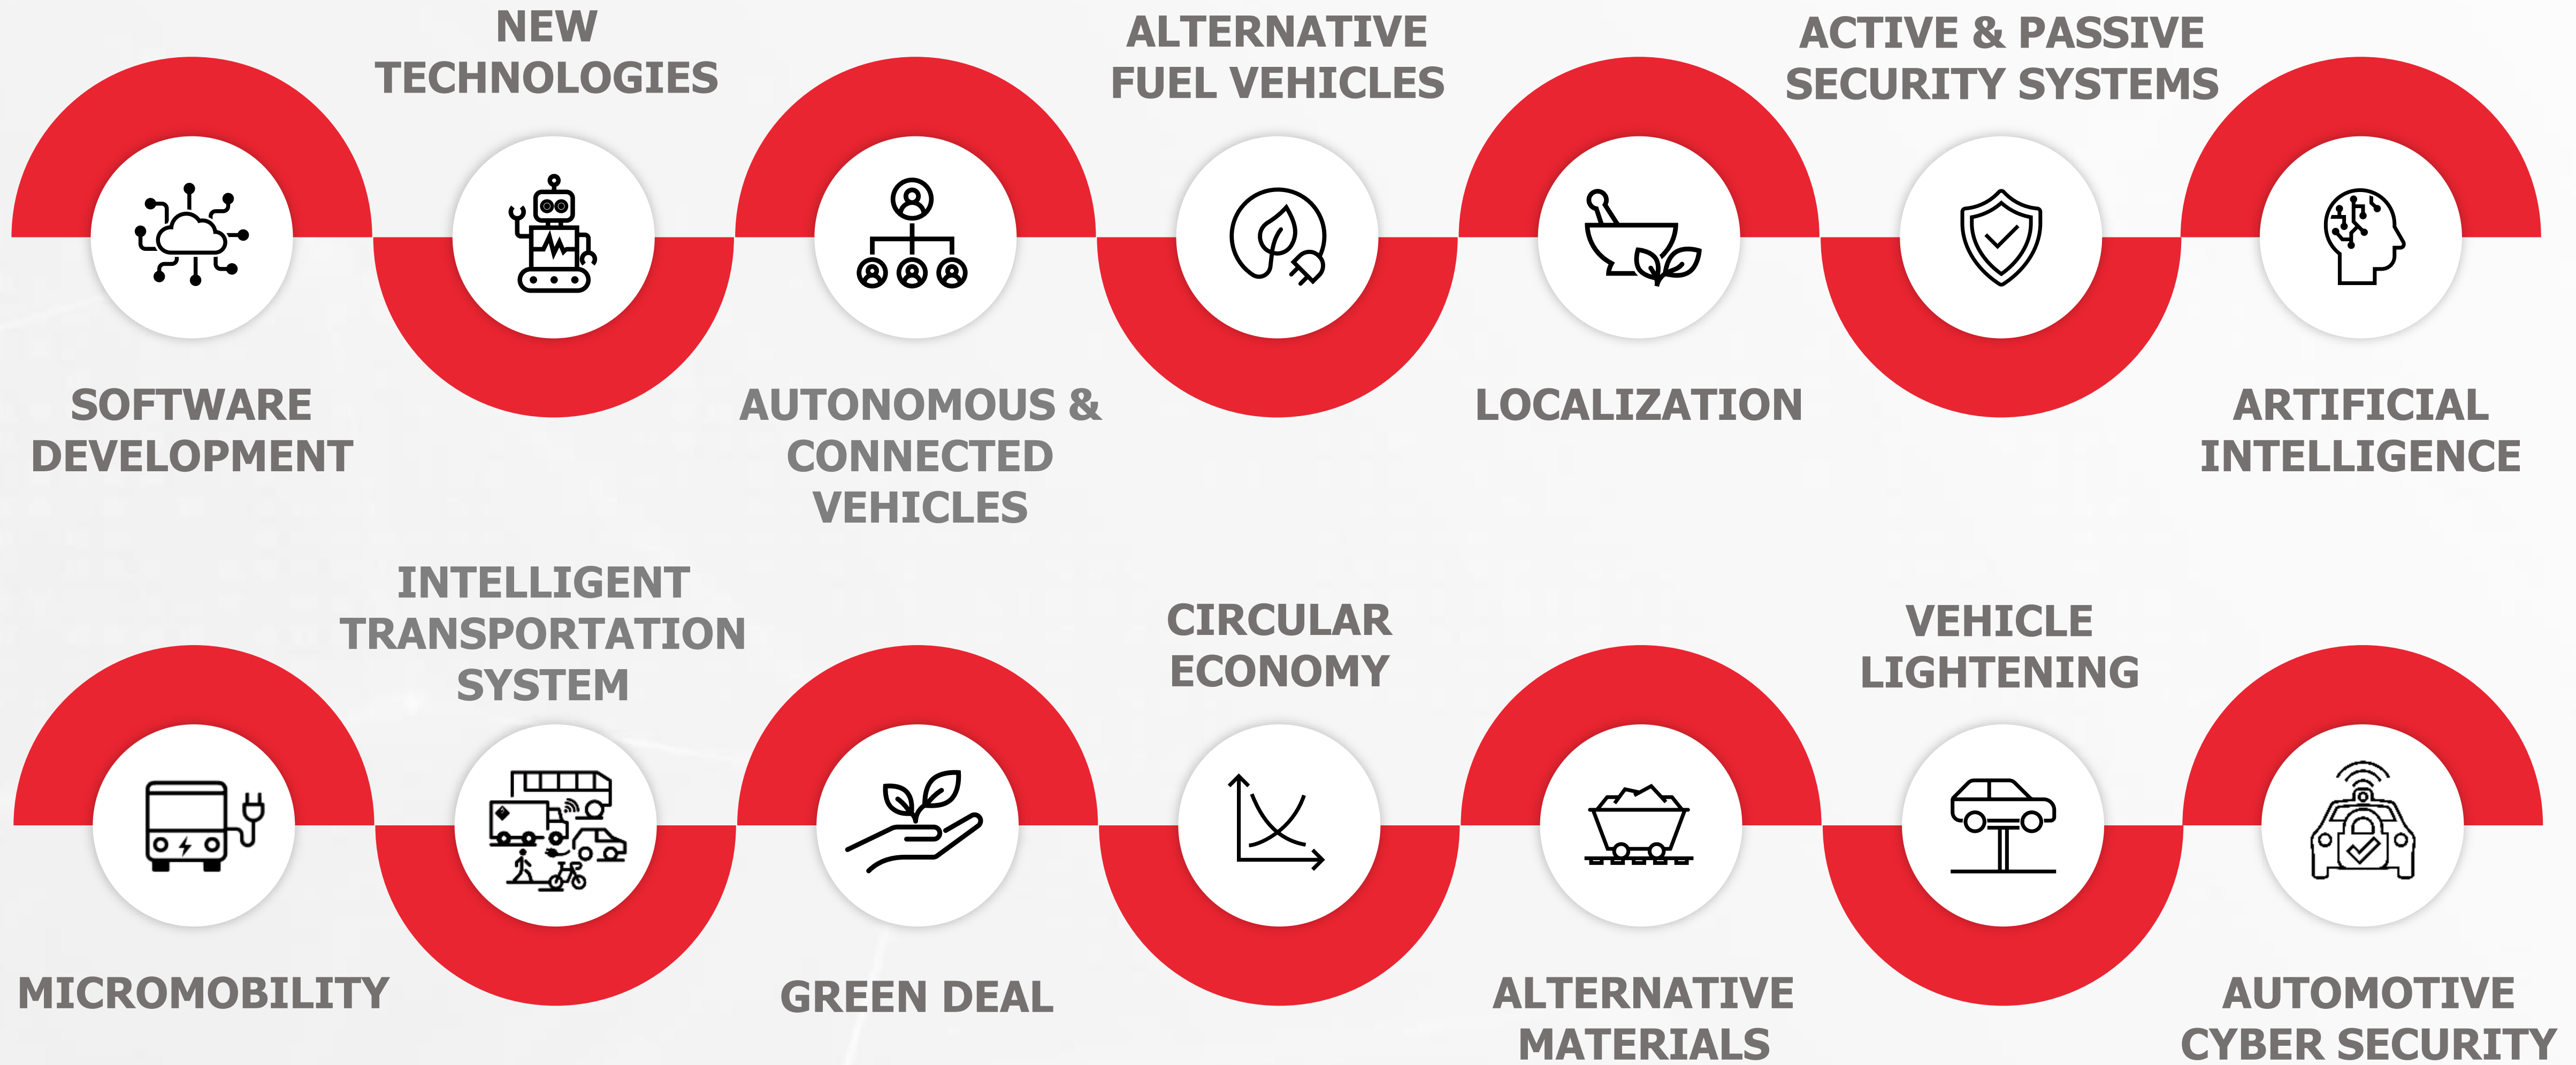 NEW
TECHNOLOGIES
ALTERNATIVE
FUEL VEHICLES
ACTIVE & PASSIVE
SECURITY SYSTEMS
SOFTWARE
DEVELOPMENT
AUTONOMOUS &
CONNECTED
VEHICLES
LOCALIZATION
ARTIFICIAL
INTELLIGENCE
INTELLIGENT
TRANSPORTATION
SYSTEM
CIRCULAR
ECONOMY
VEHICLE
LIGHTENING
MICROMOBILITY
GREEN DEAL
ALTERNATIVE
MATERIALS
AUTOMOTIVE
CYBER SECURITY